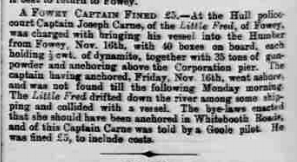 to return to Fowey.
A FOWEY CAPTAIN FINED £5.—At the Hull police-
court Captain Joseph Carne, of the Little Fred, of Fowey
was charged with bringing his vessel into the Humber
from Fowey, Nov. 16th, with 40 boxes on board, each
holding ½ cwt. of dynamite, together with 35 tons of gun-
powder and anchoring above the Corporation pier. The
captain having anchored, Friday, Nov. 16th, went ashore,
and was not found till the following Monday morning.
The Little Fred drifted down the river among some ship-
ping and collided with a vessel. The bye-laws enacted
that she should have been anchored in Whitebooth Roads,
and of this Captain Carne was told by a Goole pilot. He
was fined £5, to include costs.